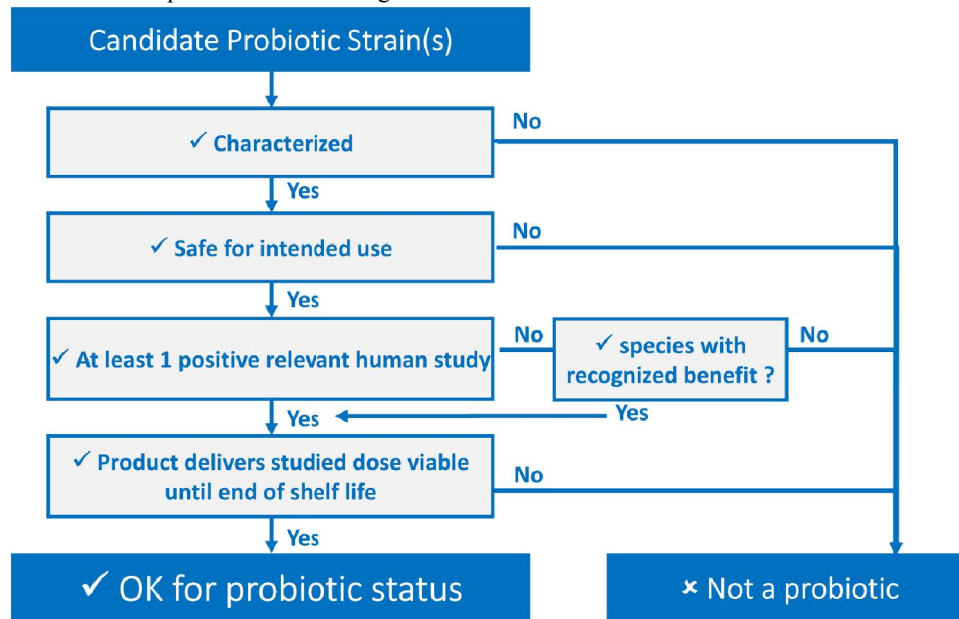 Candidate Probiotic Strain(s)
No
✓ Characterized
Yes
No
✓ Safe for intended use
Yes
No
✓ species with
recognized benefit ?
No
✓ At least 1 positive relevant human study
Yes
Yes
✓ Product delivers studied dose viable
until end of shelf life
No
Yes
✓ OK for probiotic status
× Not a probiotic